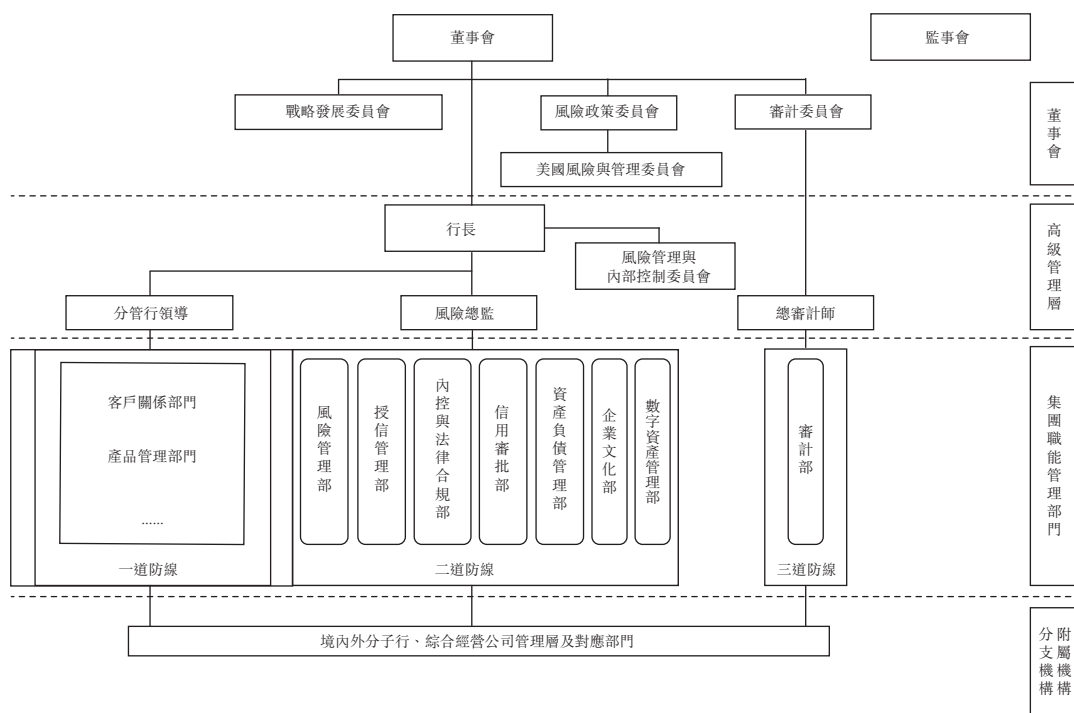 董事會
監事會
戰略發展委員會
風險政策委員會
審計委員會
美國風險與管理委員會
董事會
行長
風險管理與
內部控制委員會
分管行領導
風險總監
總審計師
高級管理層
客戶關係部門
產品管理部門
......
一道防線
風險管理部
授信管理部
內控與法律合規部
信用審批部
資產負債管理部
企業文化部
數字資產管理部
二道防線
審計部
三道防線
集團職能管理部門
境內外分子行、綜合經營公司管理層及對應部門
附屬機構
分支機構